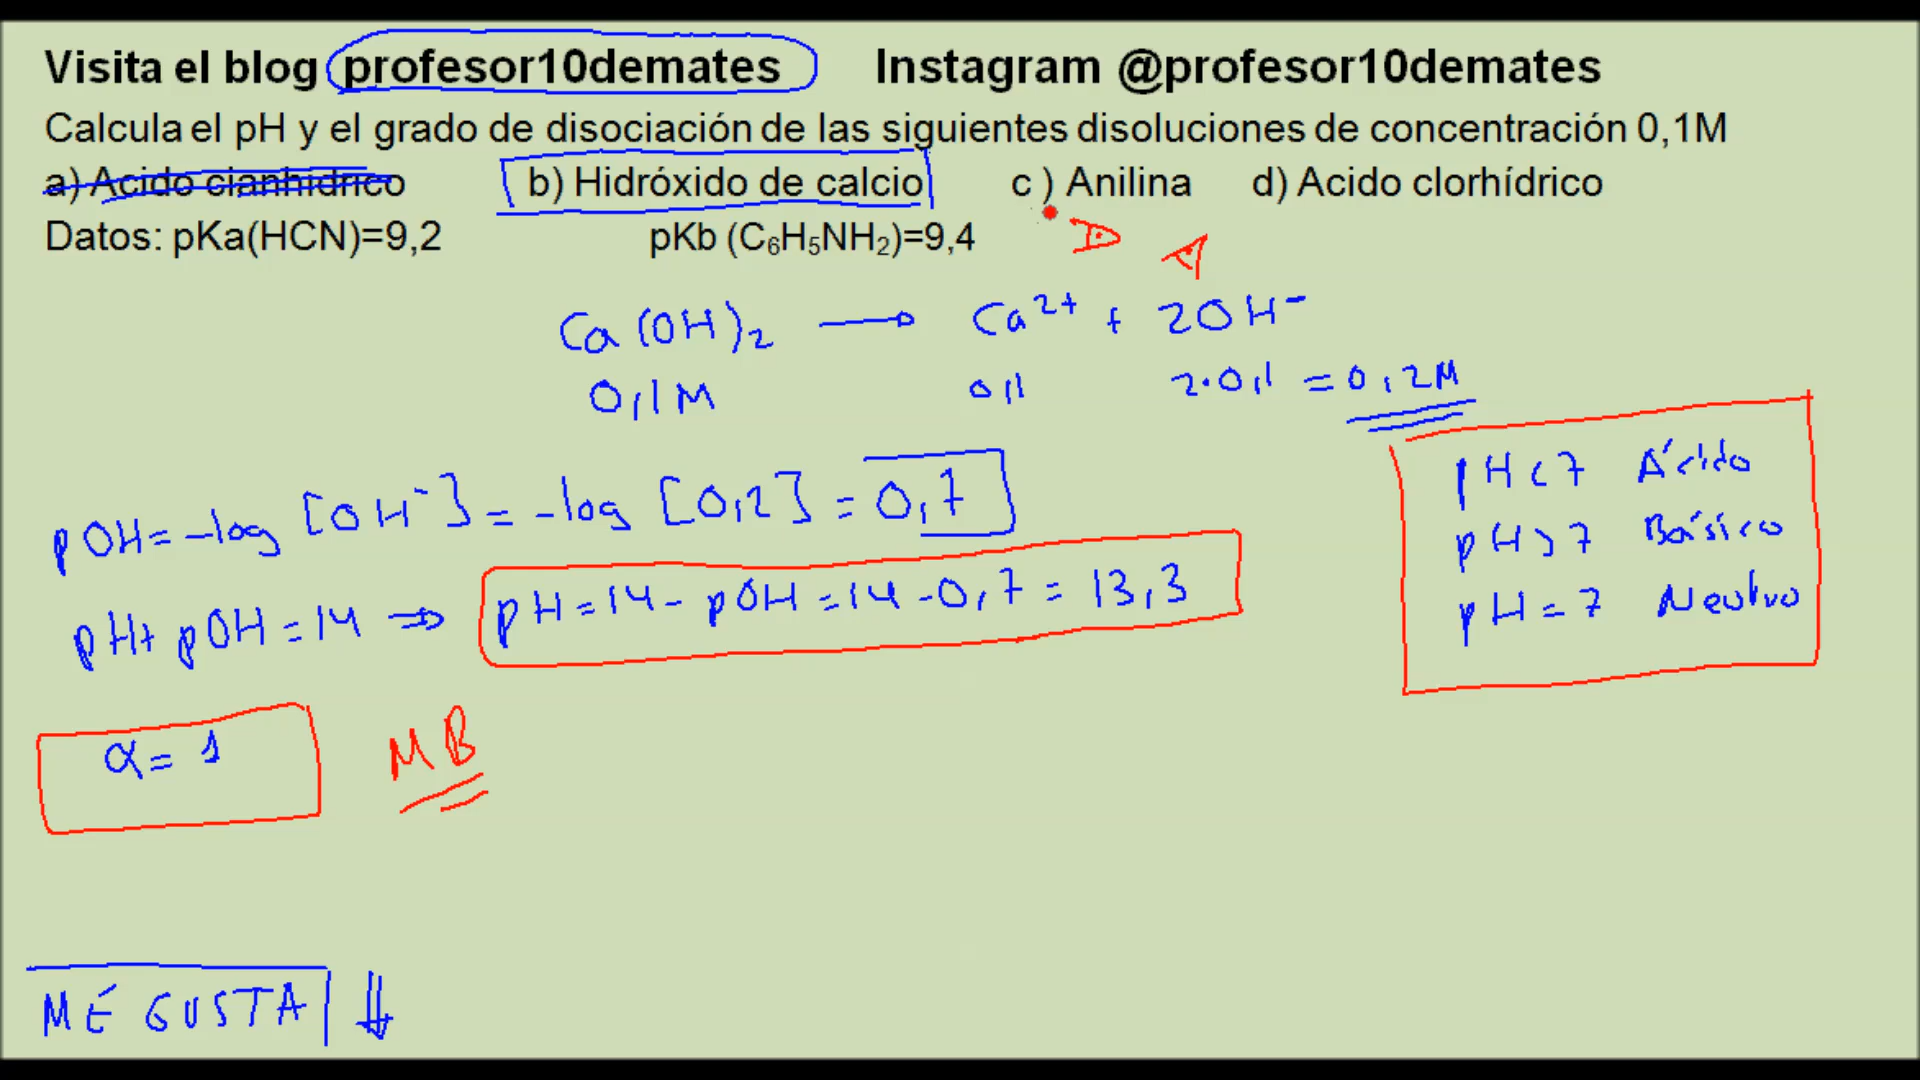 Visita el blog profesor10demates Instagram @profesor10demates
Calcula el pH y el grado de disociación de las siguientes disoluciones de concentración 0,1M
a) Acido cianhídrico b) Hidróxido de calcio c ) Anilina d) Acido clorhídrico
Datos: pKa(HCN)=9,2 pKb (C₆H₅NH₂)=9,4
Ca(OH)₂ → Ca²⁺ + 2OH⁻
0,1M 0,1 2·0,1 = 0,2M
pH<7 Ácido
pH>7 Básico
pH=7 Neutro
pOH=-log [OH⁻]=-log [0,2]=0,7
pH+pOH=14 ⇒ pH=14-pOH=14-0,7=13,3
α=1 MB
ME GUSTA